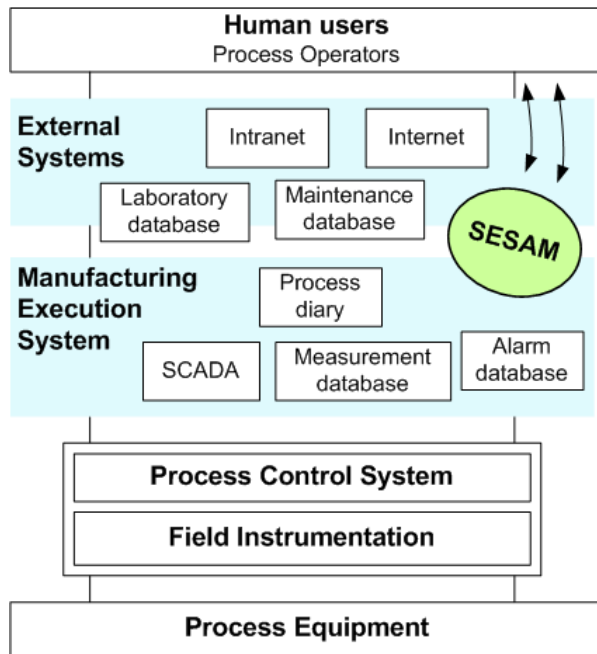 Human users
Process Operators
External
Systems
Intranet
Internet
Laboratory
database
Maintenance
database
SESAM
Manufacturing
Execution
System
Process
diary
SCADA
Measurement
database
Alarm
database
Process Control System
Field Instrumentation
Process Equipment